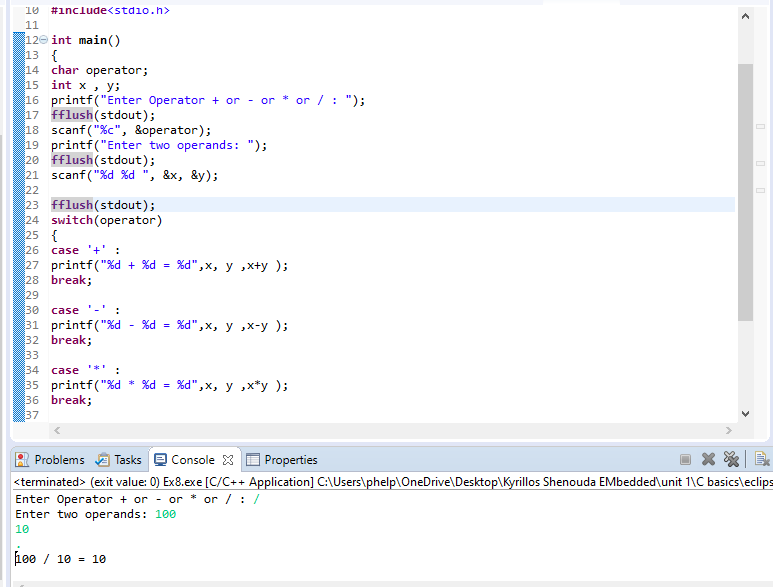 10 #include<stdio.h>
11
12 int main()
13 {
14 char operator;
15 int x , y;
16 printf("Enter Operator + or - or * or / : ");
17 fflush(stdout);
18 scanf("%c", &operator);
19 printf("Enter two operands: ");
20 fflush(stdout);
21 scanf("%d %d ", &x, &y);
22
23 fflush(stdout);
24 switch(operator)
25 {
26 case '+' :
27 printf("%d + %d = %d",x, y ,x+y );
28 break;
29
30 case '-' :
31 printf("%d - %d = %d",x, y ,x-y );
32 break;
33
34 case '*' :
35 printf("%d * %d = %d",x, y ,x*y );
36 break;
37
Problems Tasks Console Properties
<terminated> (exit value: 0) Ex8.exe [C/C++ Application] C:\Users\phelp\OneDrive\Desktop\Kyrillos Shenouda EMbedded\unit 1\C basics\eclips
Enter Operator + or - or * or / : /
Enter two operands: 100
10
.
100 / 10 = 10